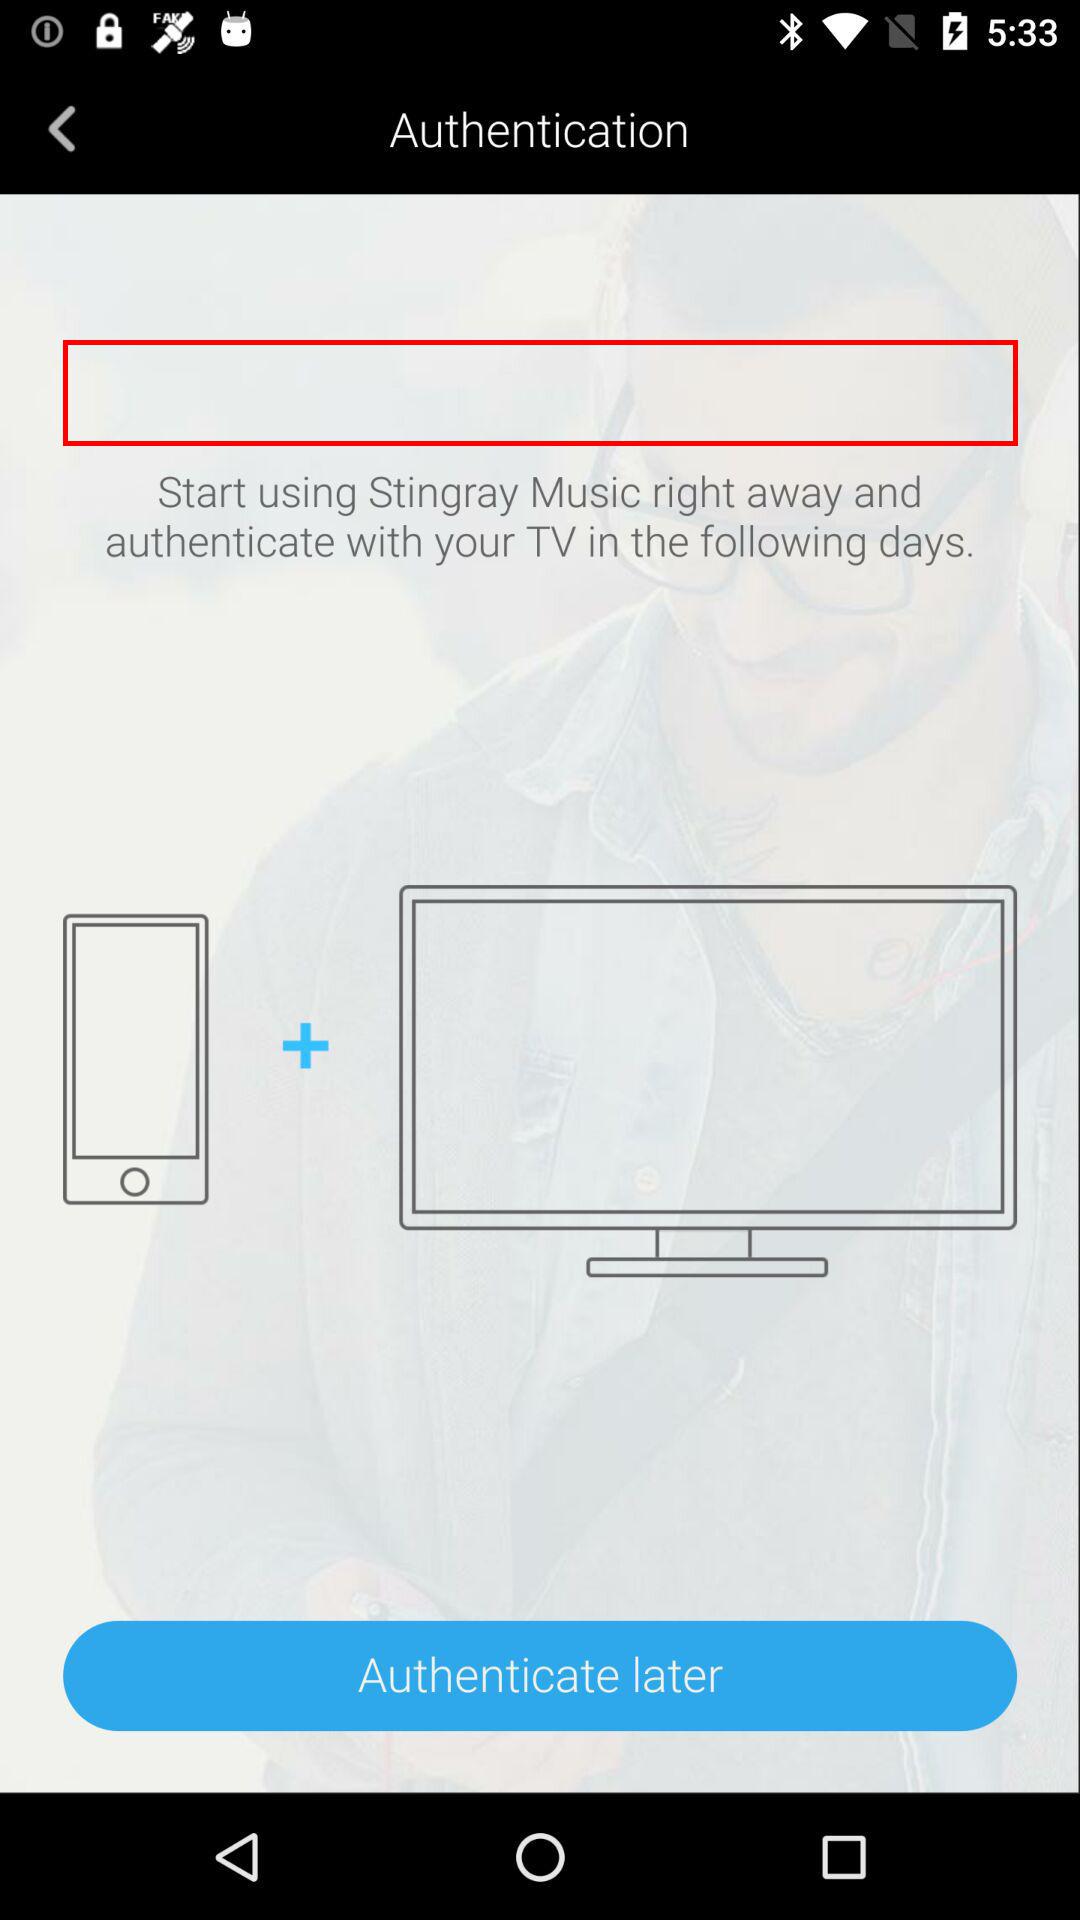 FAKE
5:33
Authentication
Start using Stingray Music right away and
authenticate with your TV in the following days.
Authenticate later